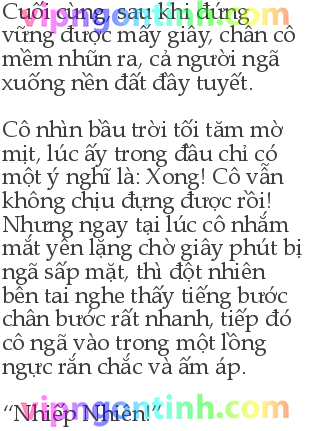 Cuối cùng, sau khi đứng
vipngontinh.com
vững được mấy giây, chân cô
mềm nhũn ra, cả người ngã
xuống nền đất đầy tuyết.
Cô nhìn bầu trời tối tăm mờ
mịt, lúc ấy trong đầu chỉ có
một ý nghĩ là: Xong! Cô vẫn
không chịu đựng được rồi!
Nhưng ngay tại lúc cô nhắm
mắt yên lặng chờ giây phút bị
ngã sấp mặt, thì đột nhiên
bên tai nghe thấy tiếng bước
chân bước rất nhanh, tiếp đó
cô ngã vào trong một lồng
ngực rắn chắc và ấm áp.
“Nhiếp Nhiên!”
vipngontinh.com